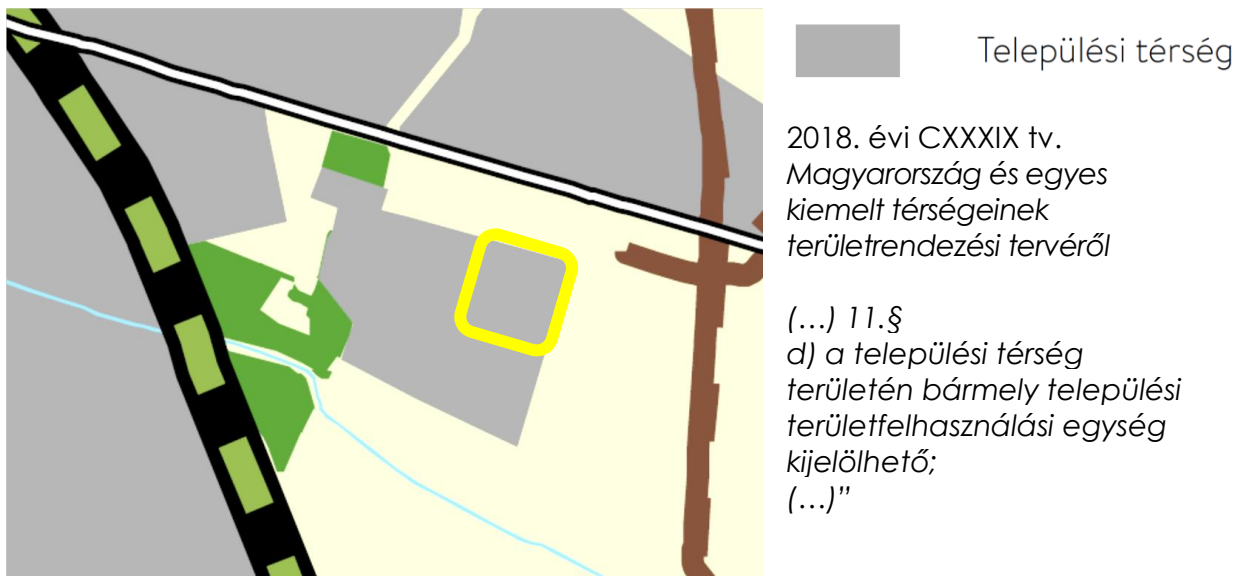 Települési térség
2018. évi CXXXIX tv.
Magyarország és egyes
kiemelt térségeinek
területrendezési tervéről
(...) 11.§
d) a települési térség
területén bármely települési
területfelhasználási egység
kijelölhető;
(...)”